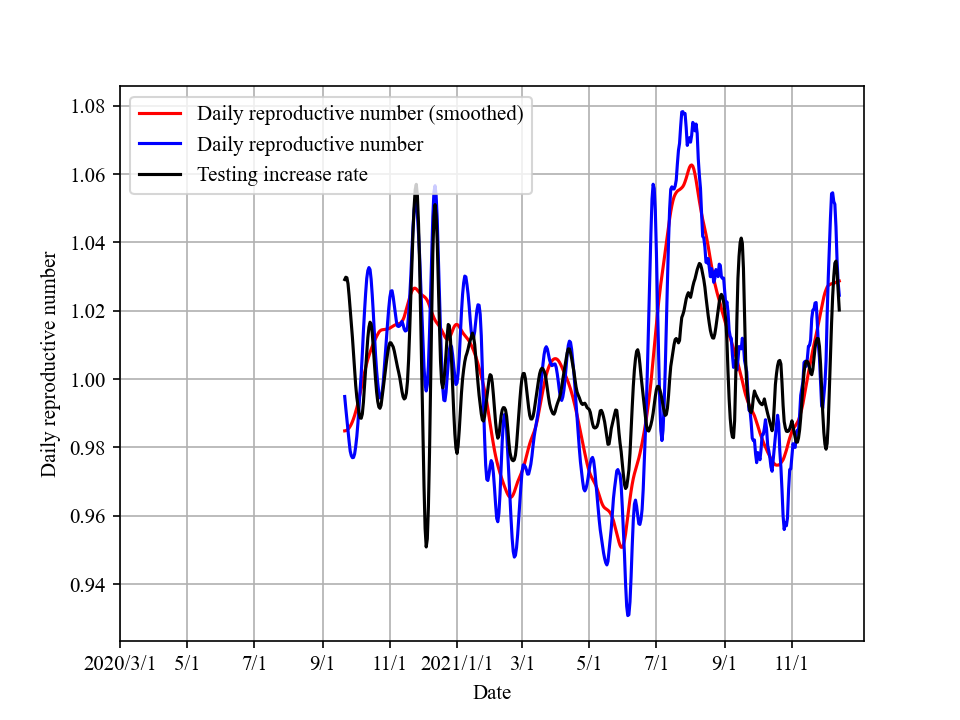 Daily reproductive number (smoothed)
Daily reproductive number
Testing increase rate
Daily reproductive number
1.08
1.06
1.04
1.02
1.00
0.98
0.96
0.94
2020/3/1 5/1 7/1 9/1 11/1 2021/1/1 3/1 5/1 7/1 9/1 11/1
Date